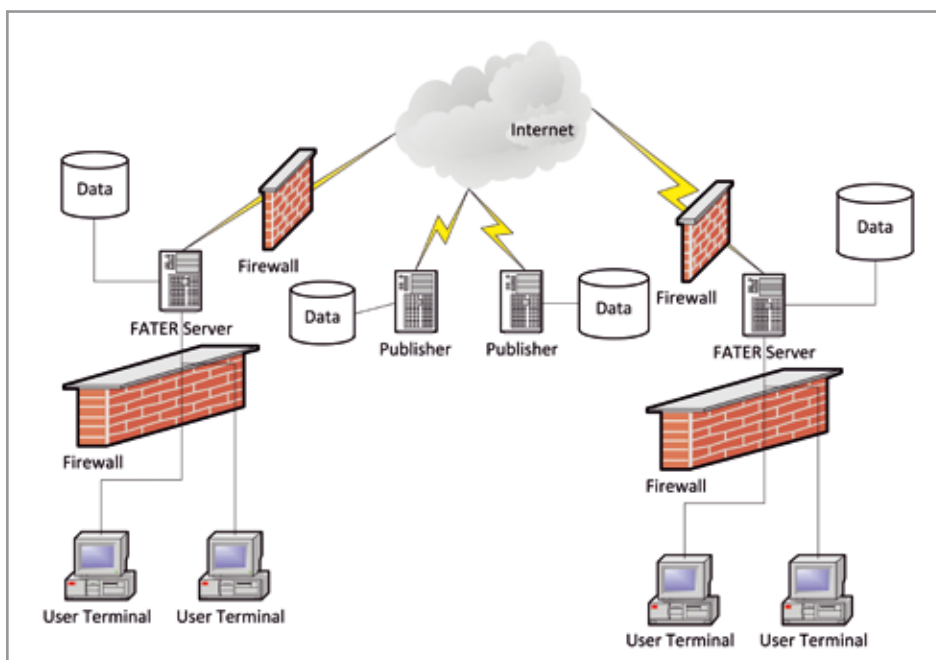 Internet
Data
Data
Firewall
Firewall
Data
Data
FATER Server
Publisher
Publisher
FATER Server
Firewall
Firewall
User Terminal
User Terminal
User Terminal
User Terminal